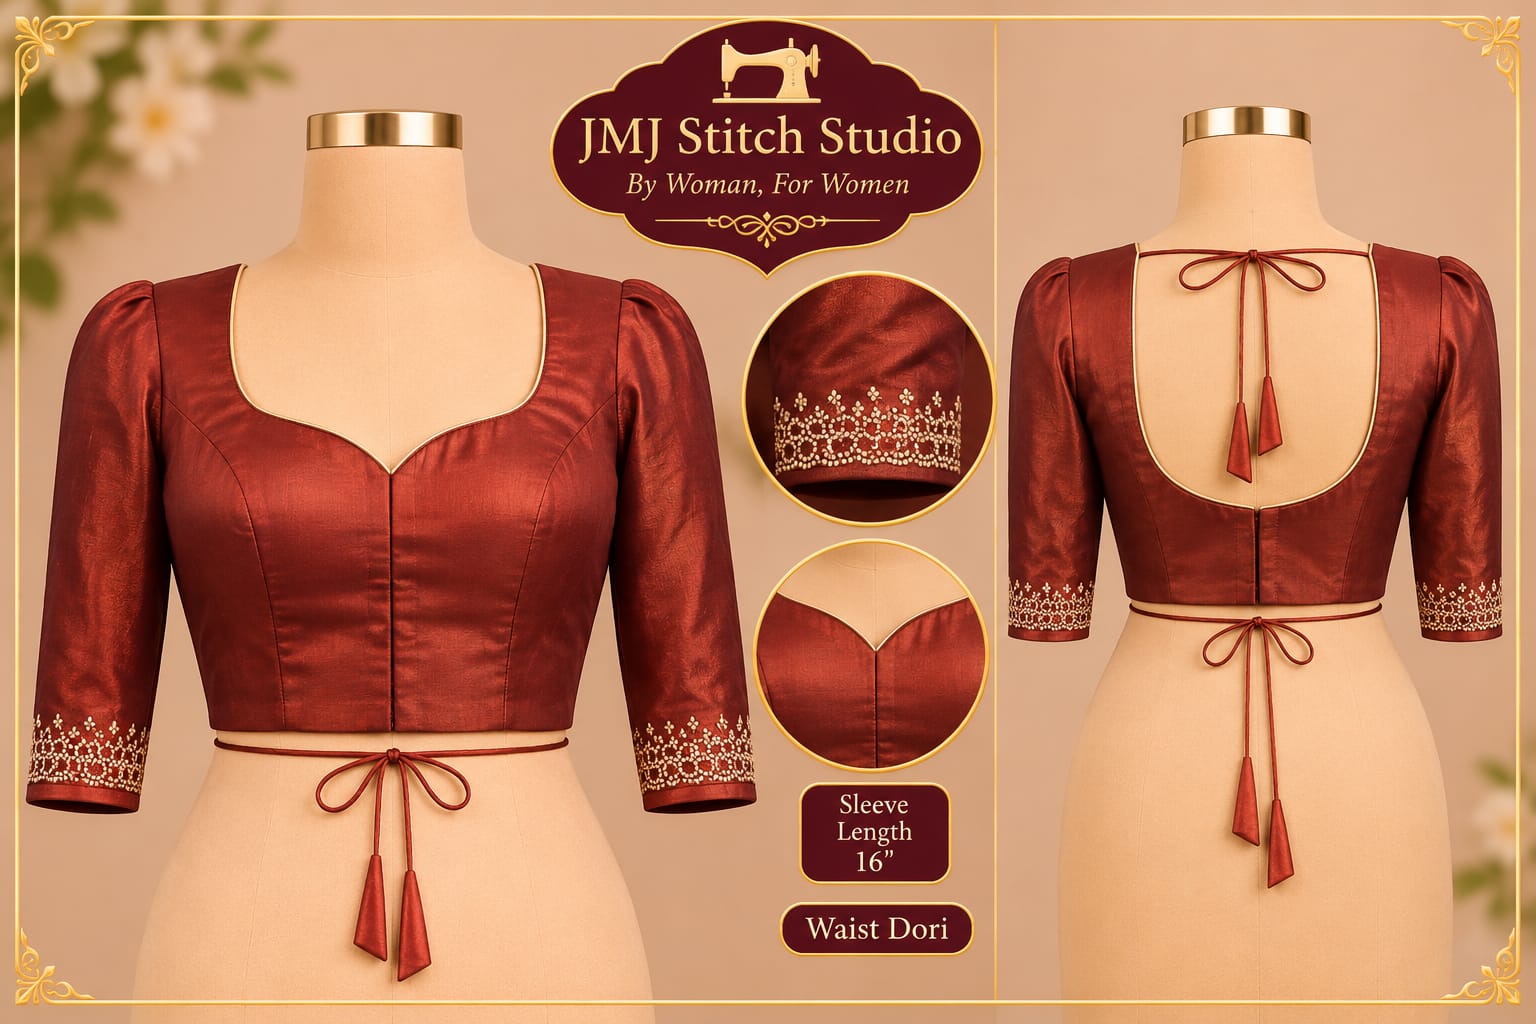 JMJ Stitch Studio
By Woman, For Women
Sleeve
Length
16”
Waist Dori